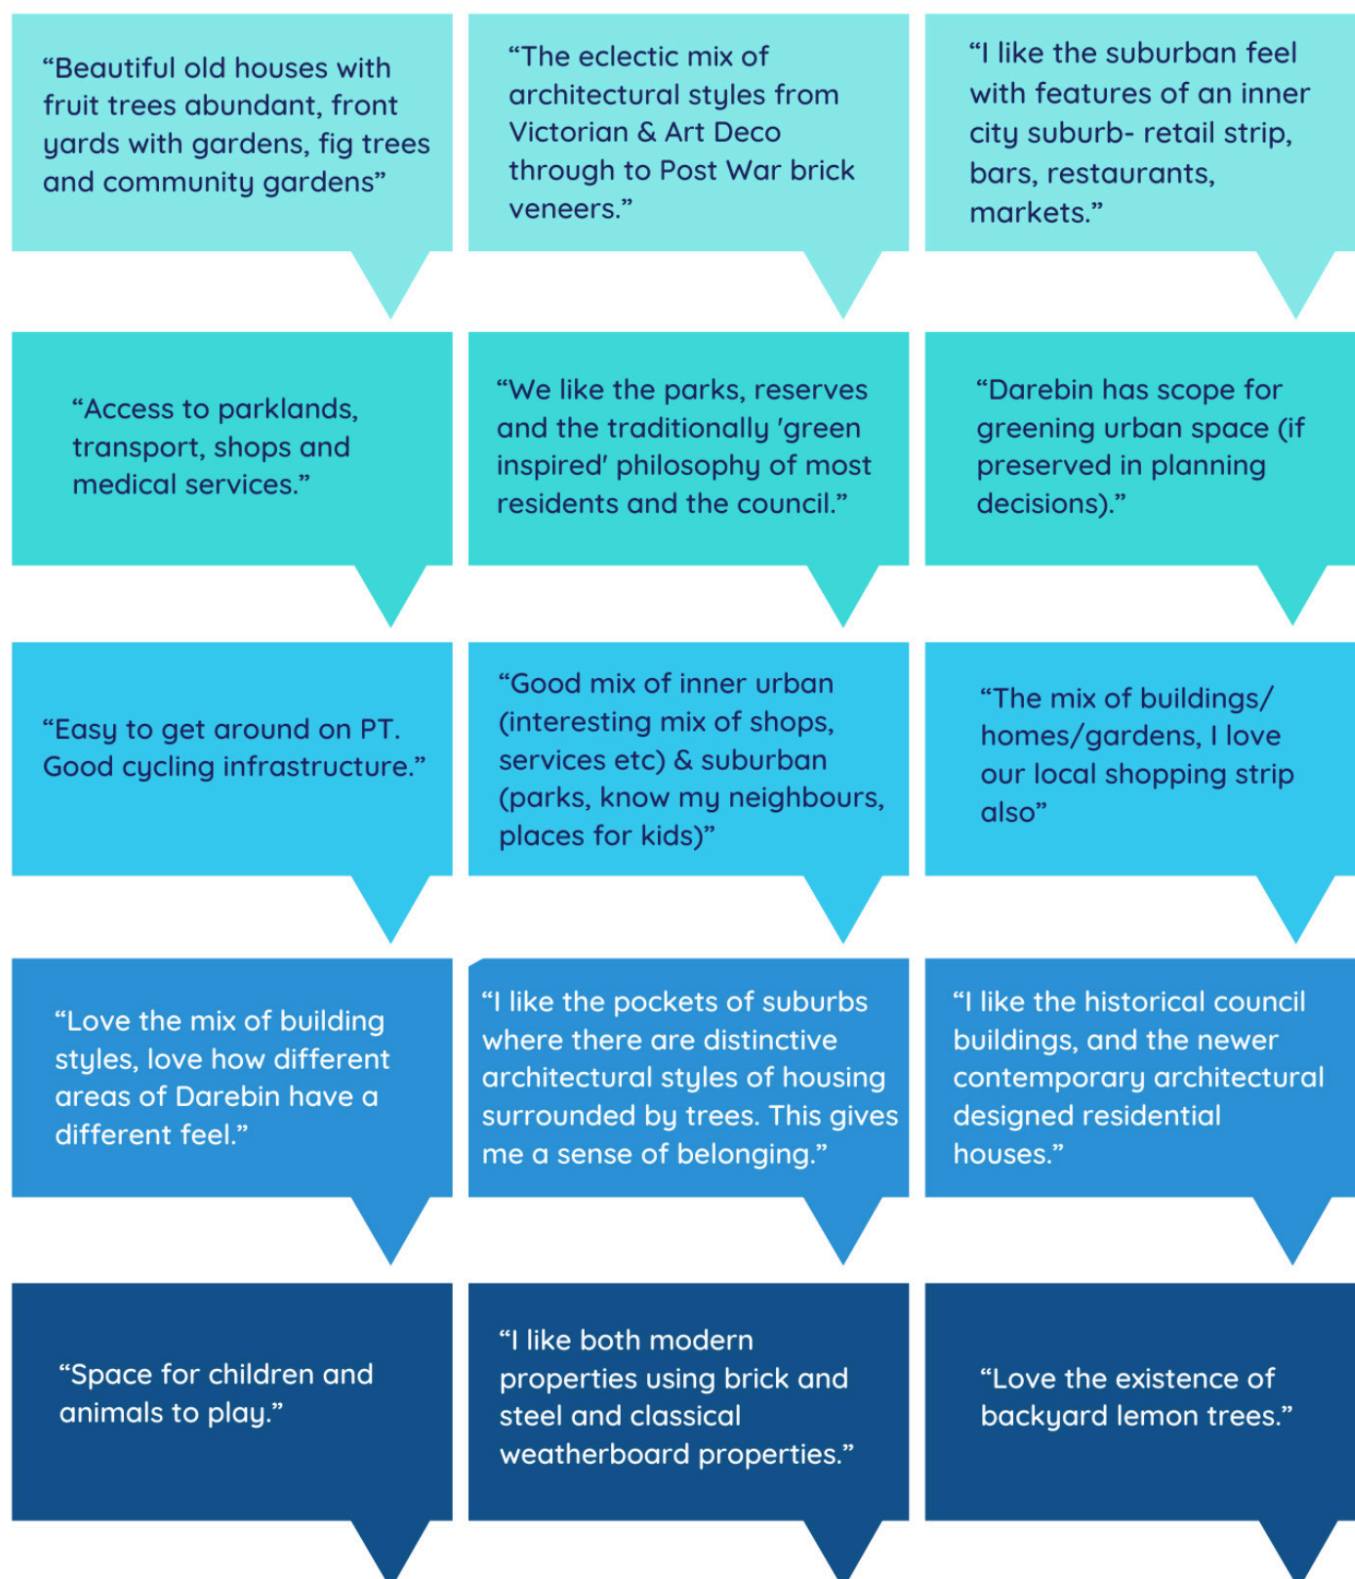 “Beautiful old houses with
fruit trees abundant, front
yards with gardens, fig trees
and community gardens”
“The eclectic mix of
architectural styles from
Victorian & Art Deco
through to Post War brick
veneers.”
“I like the suburban feel
with features of an inner
city suburb- retail strip,
bars, restaurants,
markets.”
“Access to parklands,
transport, shops and
medical services.”
“We like the parks, reserves
and the traditionally 'green
inspired' philosophy of most
residents and the council.”
“Darebin has scope for
greening urban space (if
preserved in planning
decisions).”
“Easy to get around on PT.
Good cycling infrastructure.”
“Good mix of inner urban
(interesting mix of shops,
services etc) & suburban
(parks, know my neighbours,
places for kids)”
“The mix of buildings/
homes/gardens, I love
our local shopping strip
also”
“Love the mix of building
styles, love how different
areas of Darebin have a
different feel.”
“I like the pockets of suburbs
where there are distinctive
architectural styles of housing
surrounded by trees. This gives
me a sense of belonging.”
“I like the historical council
buildings, and the newer
contemporary architectural
designed residential
houses.”
“Space for children and
animals to play.”
“I like both modern
properties using brick and
steel and classical
weatherboard properties.”
“Love the existence of
backyard lemon trees.”